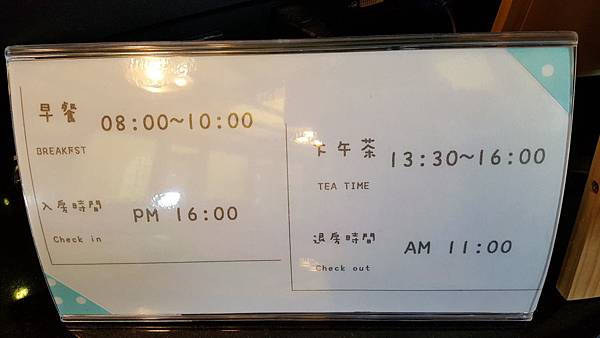 早餐 08:00~10:00
BREAKFST
入房時間 PM 16:00
Check in
下午茶 13:30~16:00
TEA TIME
退房時間 AM 11:00
Check out